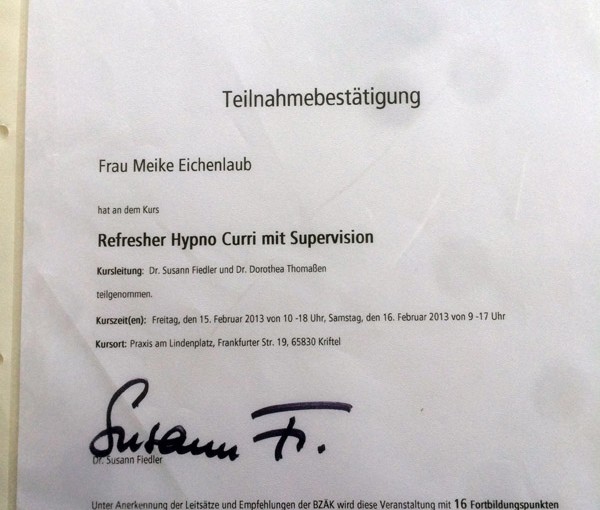 Teilnahmebestätigung
Frau Meike Eichenlaub
hat an dem Kurs
Refresher Hypno Curri mit Supervision
Kursleitung: Dr. Susann Fiedler und Dr. Dorothea Thomaßen
teilgenommen.
Kurszeit(en): Freitag, den 15. Februar 2013 von 10 -18 Uhr, Samstag, den 16. Februar 2013 von 9 -17 Uhr
Kursort: Praxis am Lindenplatz, Frankfurter Str. 19, 65830 Kriftel
Susann Fi.
Dr. Susann Fiedler
Unter Anerkennung der Leitsätze und Empfehlungen der BZÄK wird diese Veranstaltung mit 16 Fortbildungspunkten